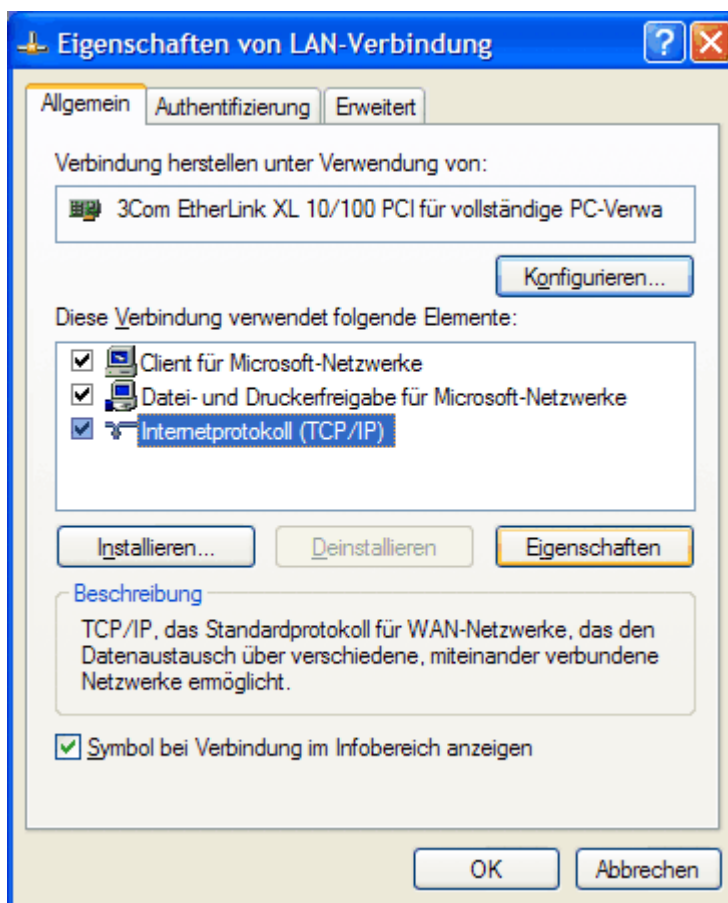 Eigenschaften von LAN-Verbindung
?
Allgemein Authentifizierung Erweitert
Verbindung herstellen unter Verwendung von:
3Com EtherLink XL 10/100 PCI für vollständige PC-Verwa
Konfigurieren...
Diese Verbindung verwendet folgende Elemente:
Client für Microsoft-Netzwerke
Datei- und Druckerfreigabe für Microsoft-Netzwerke
Internetprotokoll (TCP/IP)
Installieren... Deinstallieren Eigenschaften
Beschreibung
TCP/IP, das Standardprotokoll für WAN-Netzwerke, das den
Datenaustausch über verschiedene, miteinander verbundene
Netzwerke ermöglicht.
Symbol bei Verbindung im Infobereich anzeigen
OK Abbrechen